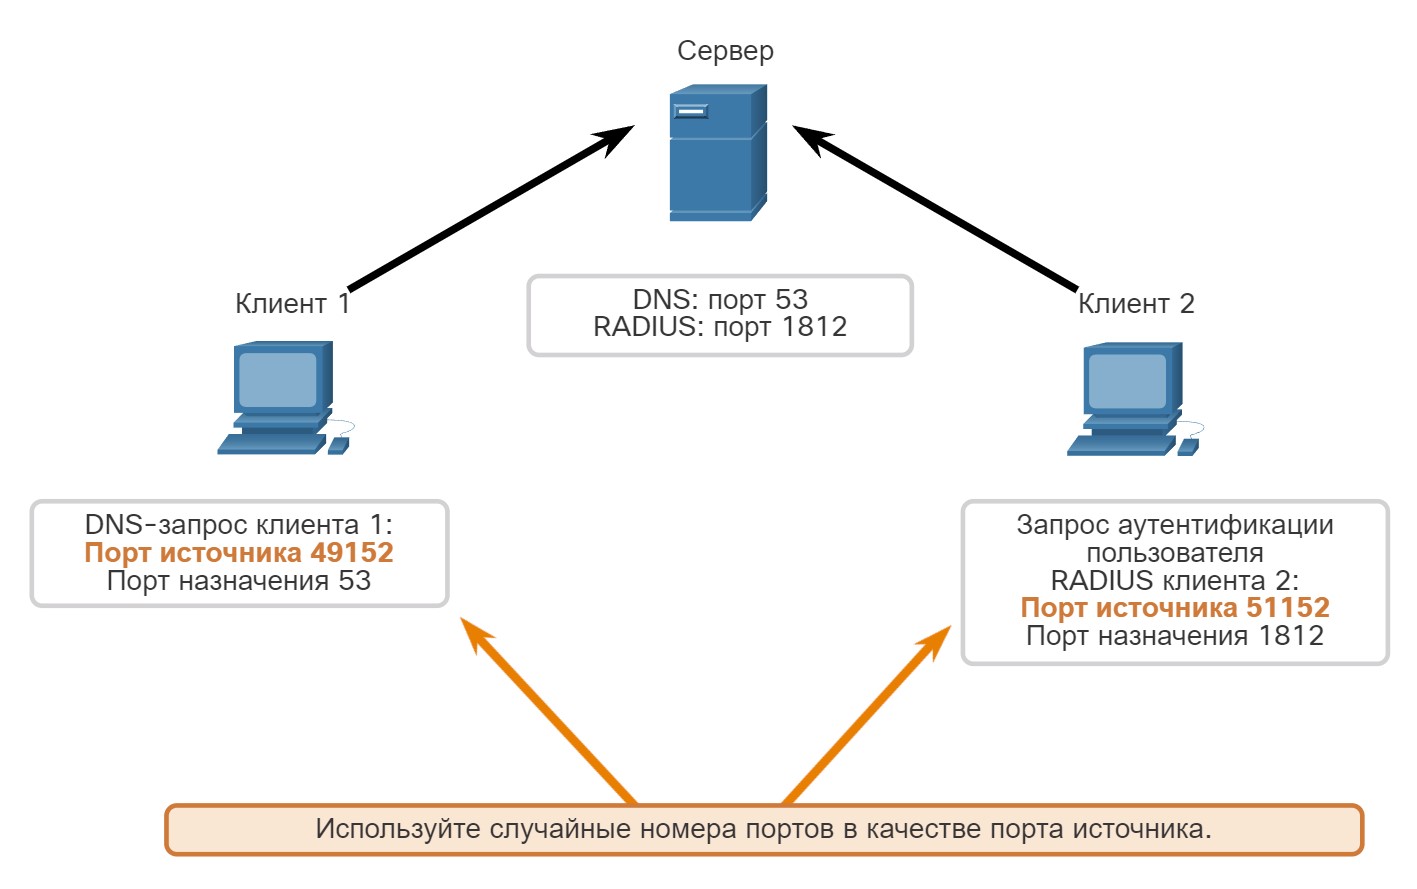 Сервер
Клиент 1
DNS: порт 53
RADIUS: порт 1812
Клиент 2
DNS-запрос клиента 1:
Порт источника 49152
Порт назначения 53
Запрос аутентификации
пользователя
RADIUS клиента 2:
Порт источника 51152
Порт назначения 1812
Используйте случайные номера портов в качестве порта источника.